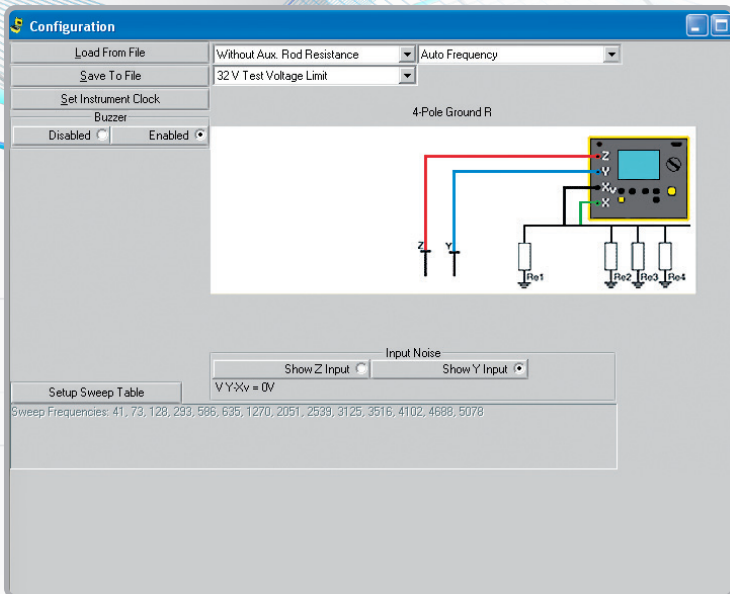 Configuration
Load From File
Without Aux. Rod Resistance
Auto Frequency
Save To File
32 V Test Voltage Limit
Set Instrument Clock
Buzzer
Disabled
Enabled
4-Pole Ground R
Z
Y
Xv
X
Z
Y
Re1
Re2
Re3
Re4
Input Noise
Show Z Input
Show Y Input
V Y-Xv = 0V
Setup Sweep Table
Sweep Frequencies: 41, 73, 128, 293, 586, 635, 1270, 2051, 2539, 3125, 3516, 4102, 4688, 5078